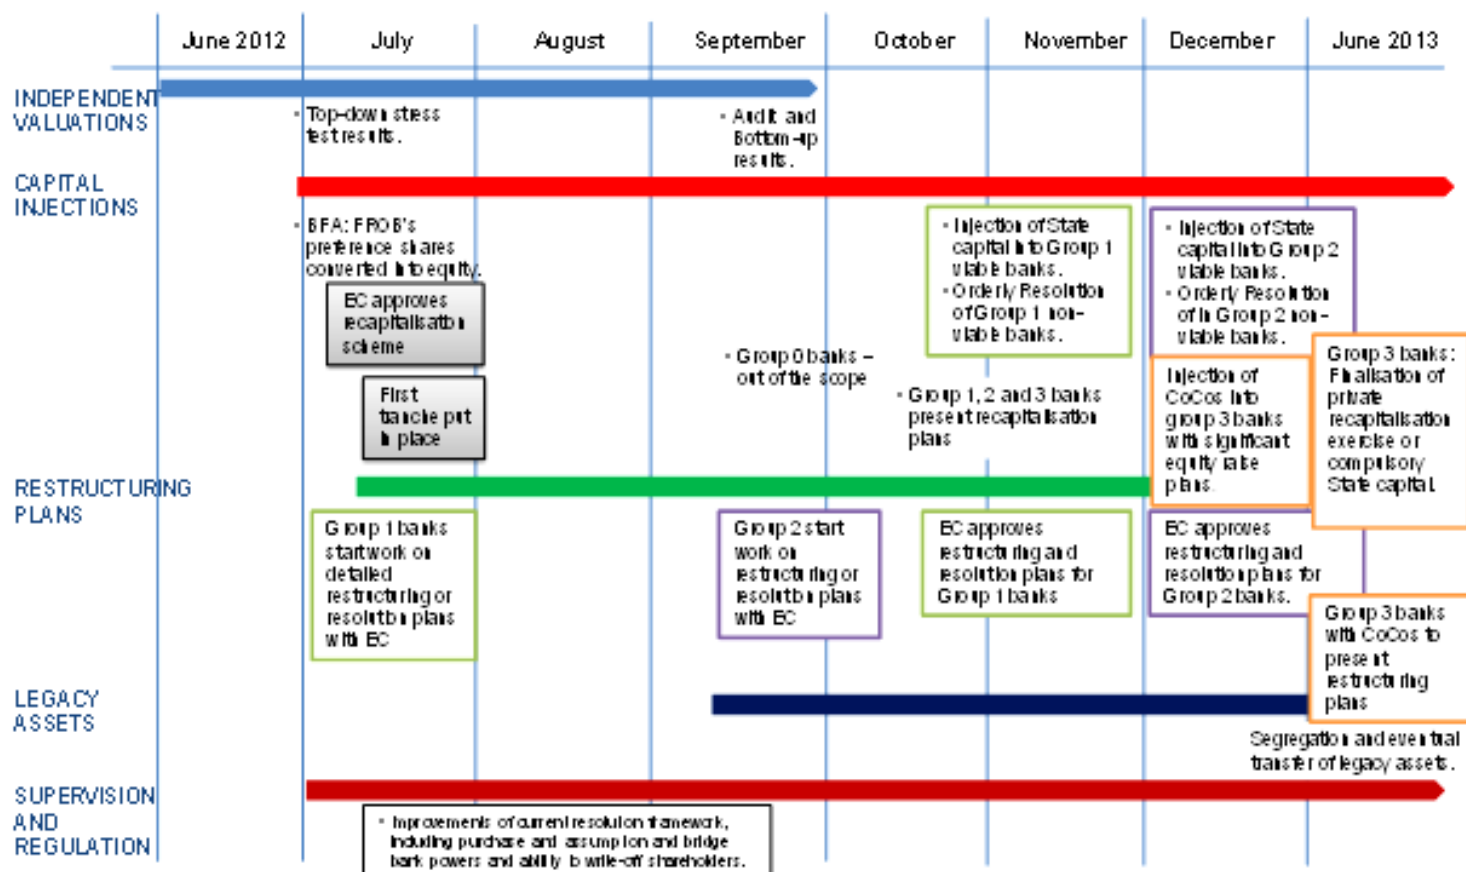 June 2012
July
August
September
October
November
December
June 2013
INDEPENDENT
VALUATIONS
• Top-down stress
test results.
• Audit and
Bottom-up
results.
CAPITAL
INJECTIONS
• BFA: FROB's
preference shares
converted into equity.
EC approves
recapitalisation
scheme
First
tranche put
in place
• Group 0 banks –
out of the scope
• Injection of State
capital into Group 1
viable banks.
• Orderly Resolution
of Group 1 non-
viable banks.
• Group 1, 2 and 3 banks
present recapitalisation
plans
• Injection of State
capital into Group 2
viable banks.
• Orderly Resolution
of in Group 2 non-
viable banks.
Injection of
CoCos into
group 3 banks
with significant
equity raise
plans.
Group 3 banks:
Finalisation of
private
recapitalisation
exercise or
compulsory
State capital.
RESTRUCTURING
PLANS
Group 1 banks
start work on
detailed
restructuring or
resolution plans
with EC
Group 2 start
work on
restructuring or
resolution plans
with EC
EC approves
restructuring and
resolution plans for
Group 1 banks
EC approves
restructuring and
resolution plans for
Group 2 banks.
Group 3 banks
with CoCos to
present
restructuring
plans
LEGACY
ASSETS
Segregation and eventual
transfer of legacy assets.
SUPERVISION
AND
REGULATION
• Improvements of current resolution framework,
including purchase and assumption and bridge
bank powers and ability to write-off shareholders.